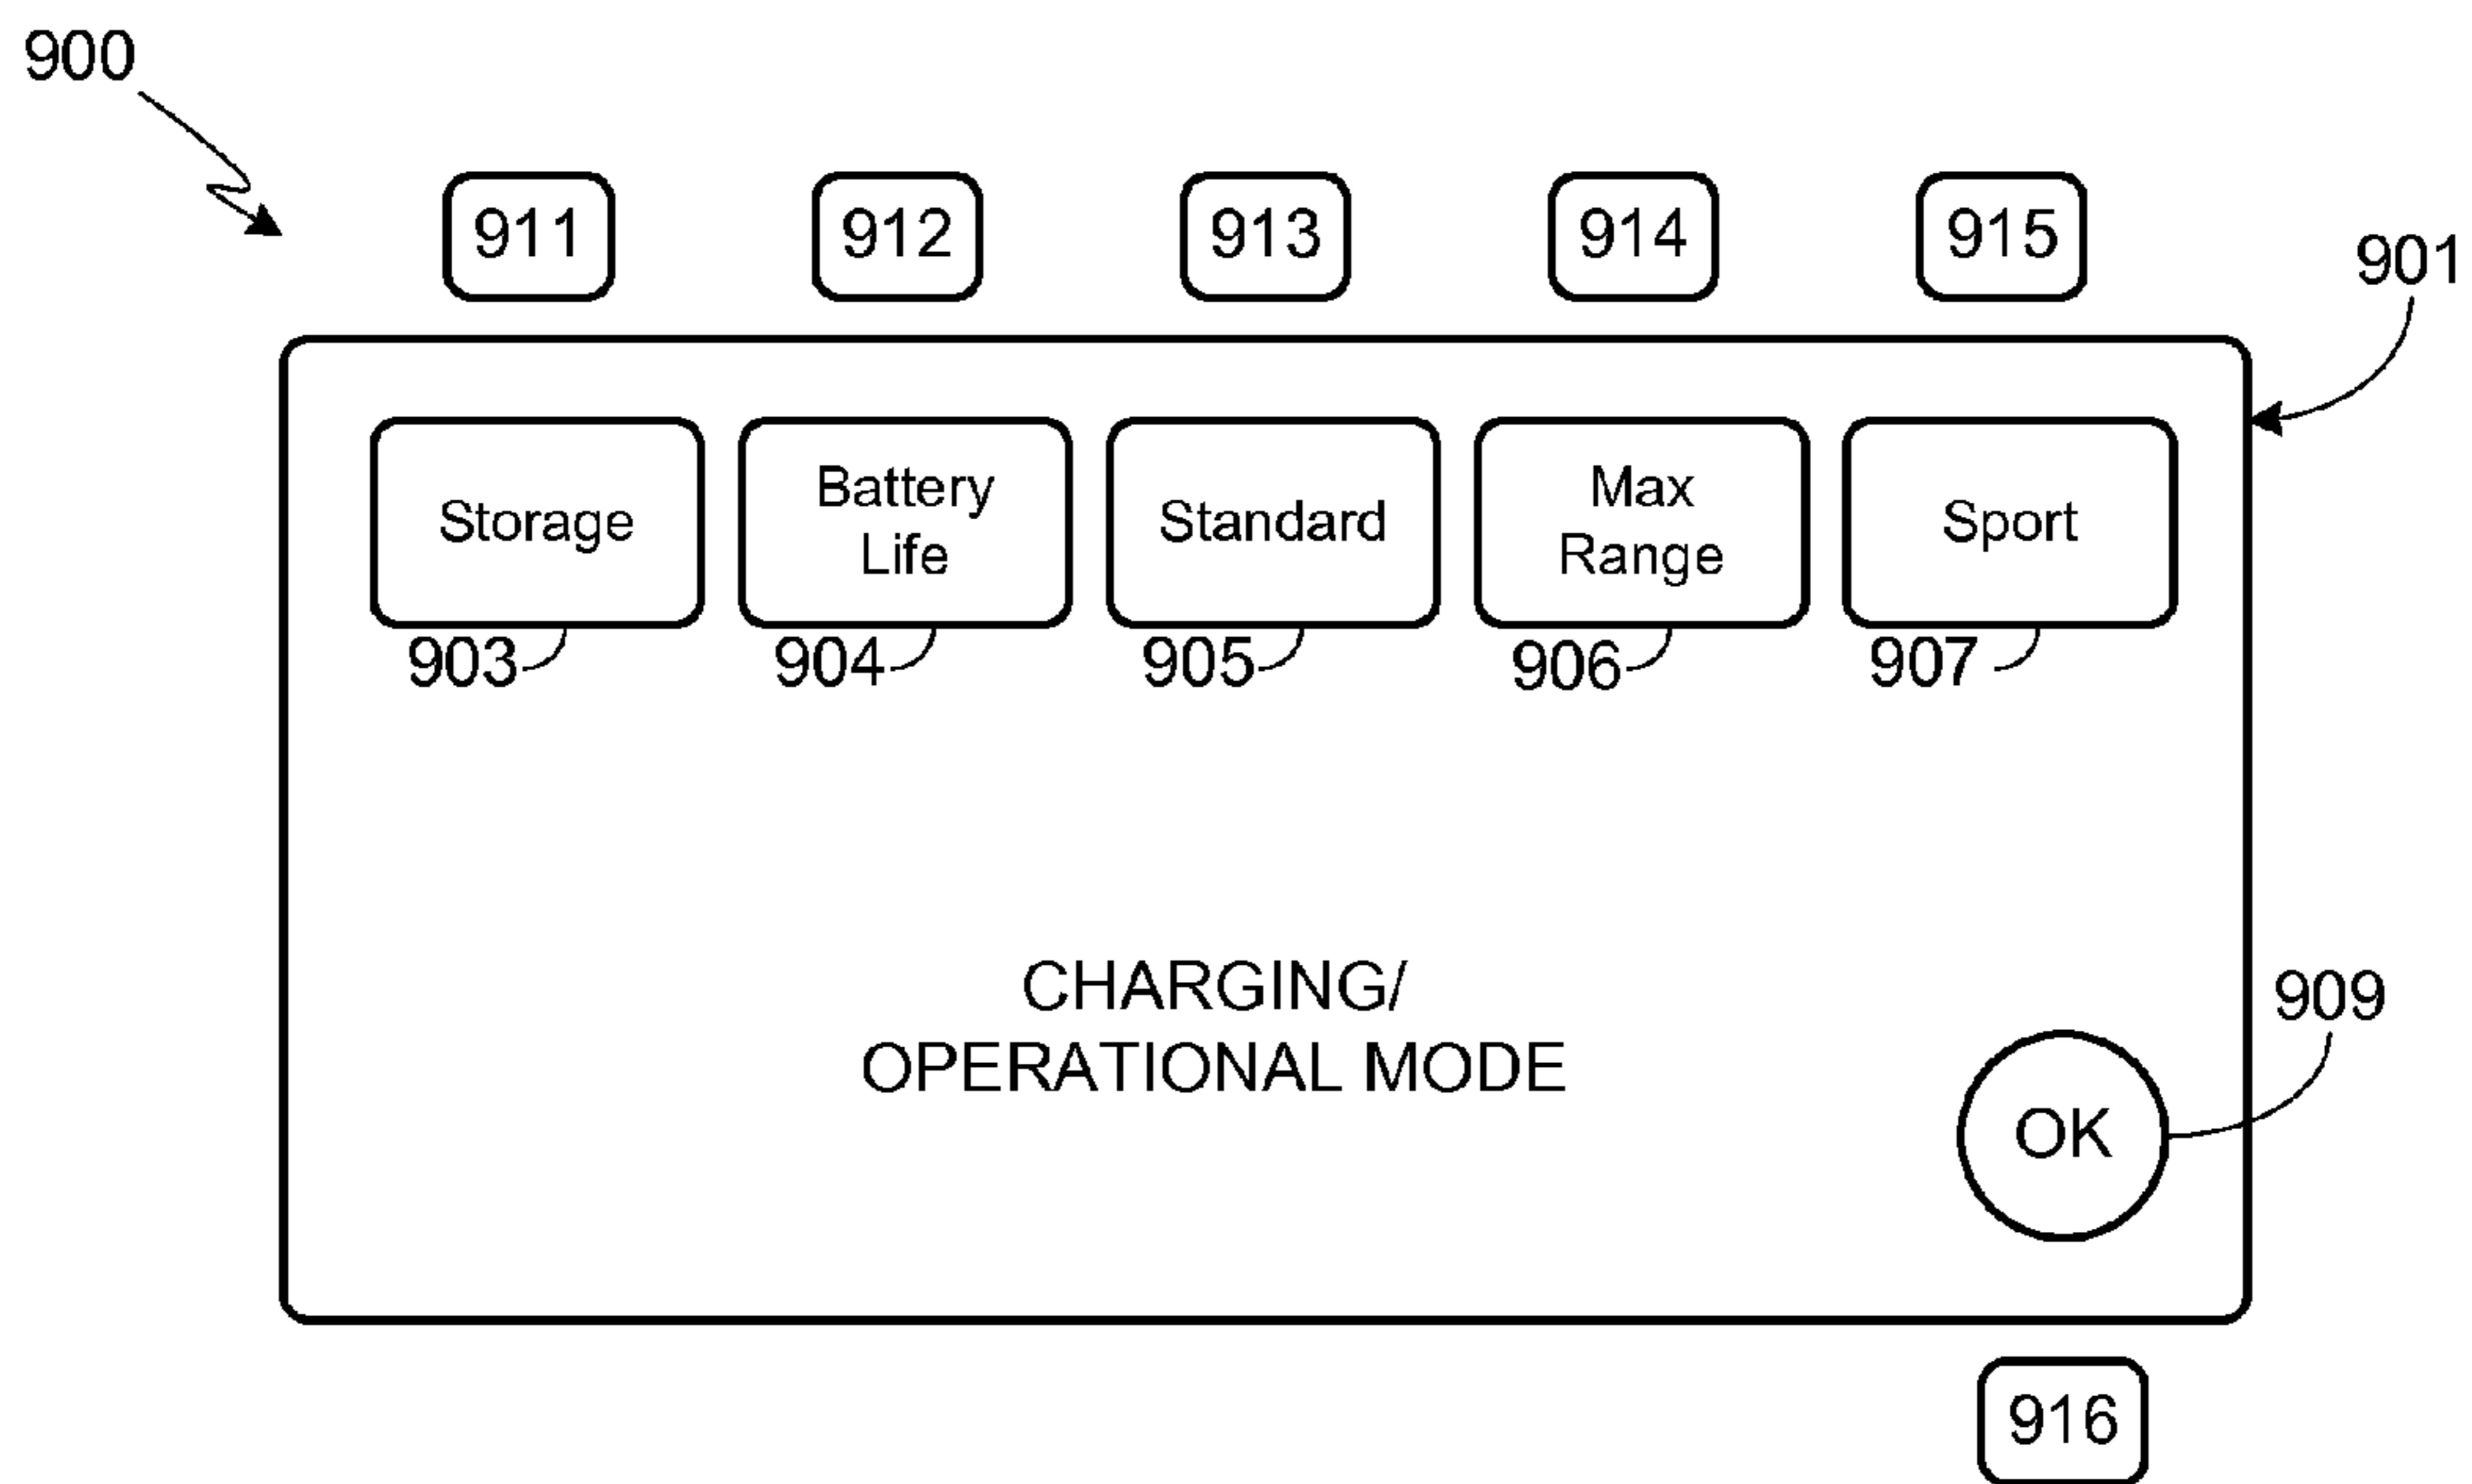 900
911 912 913 914 915
901
Storage
Battery
Life
Standard
Max
Range
Sport
903 904 905 906 907
CHARGING/
OPERATIONAL MODE
909
OK
916